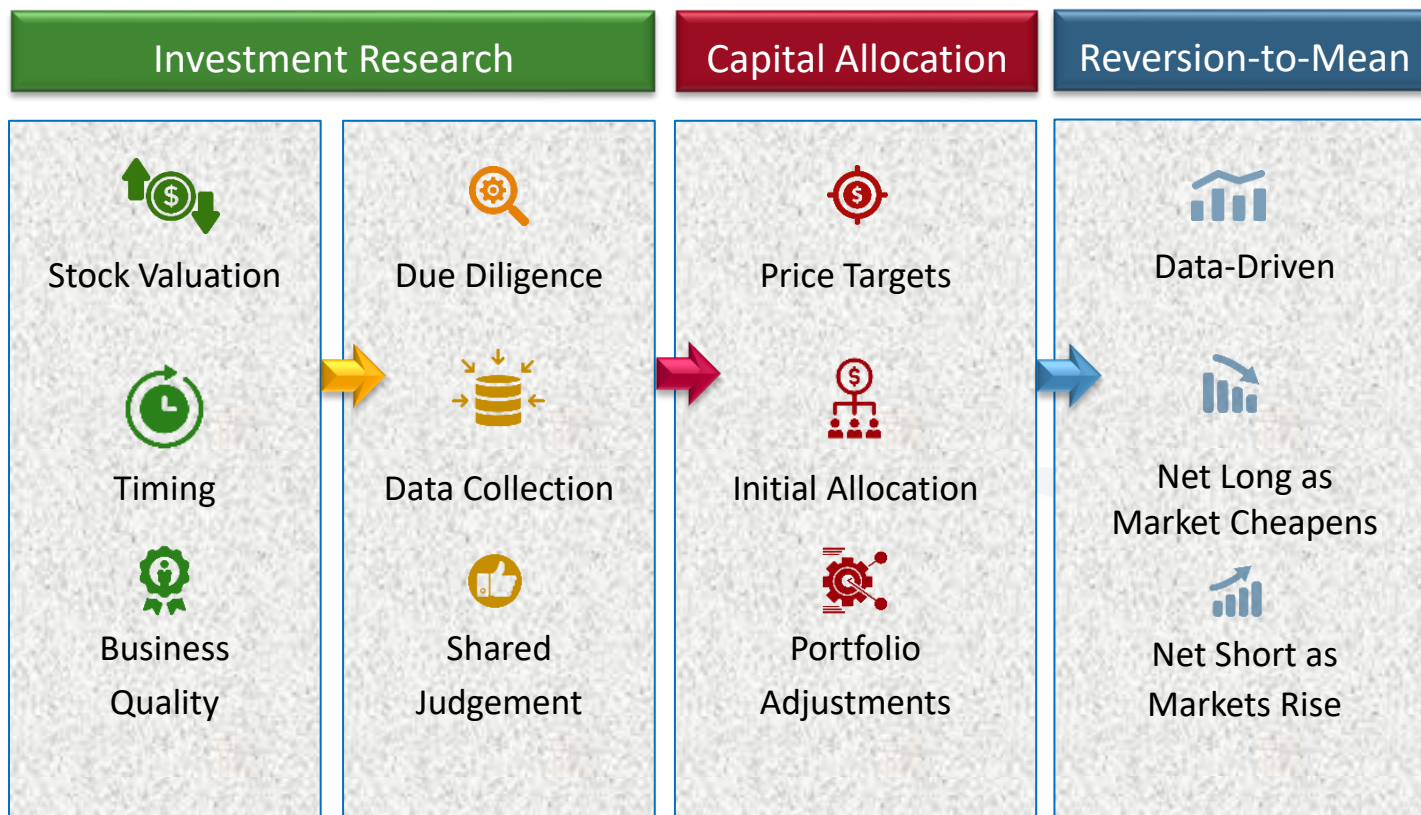 Investment Research
Capital Allocation
Reversion-to-Mean
$
Stock Valuation
Timing
Business
Quality
Due Diligence
Data Collection
Shared
Judgement
$
Price Targets
$
Initial Allocation
Portfolio
Adjustments
Data-Driven
Net Long as
Market Cheapens
Net Short as
Markets Rise